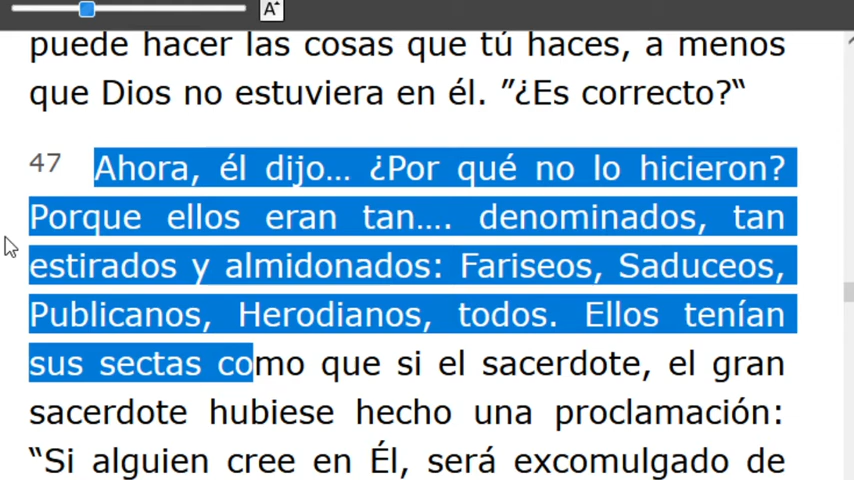 A
puede hacer las cosas que tú haces, a menos
que Dios no estuviera en él. ”¿Es correcto?“
47 Ahora, él dijo… ¿Por qué no lo hicieron?
Porque ellos eran tan…. denominados, tan
estirados y almidonados: Fariseos, Saduceos,
Publicanos, Herodianos, todos. Ellos tenían
sus sectas como que si el sacerdote, el gran
sacerdote hubiese hecho una proclamación:
“Si alguien cree en Él, será excomulgado de